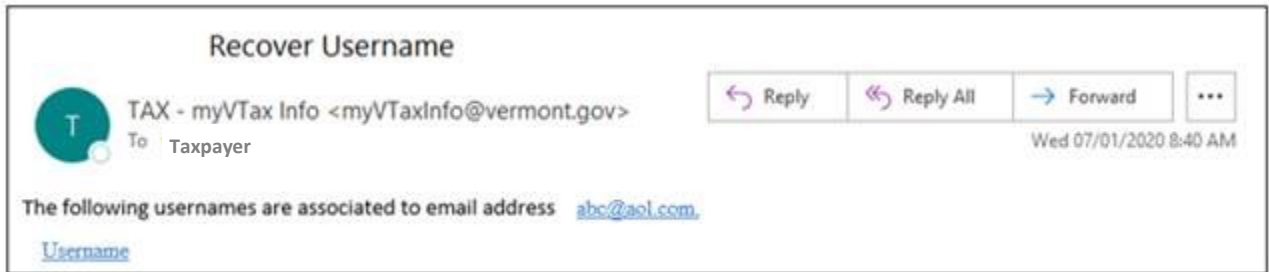 Recover Username
T
TAX - myVTax Info <myVTaxInfo@vermont.gov>
To Taxpayer
Reply
Reply All
Forward
...
Wed 07/01/2020 8:40 AM
The following usernames are associated to email address abc@aol.com.
Username